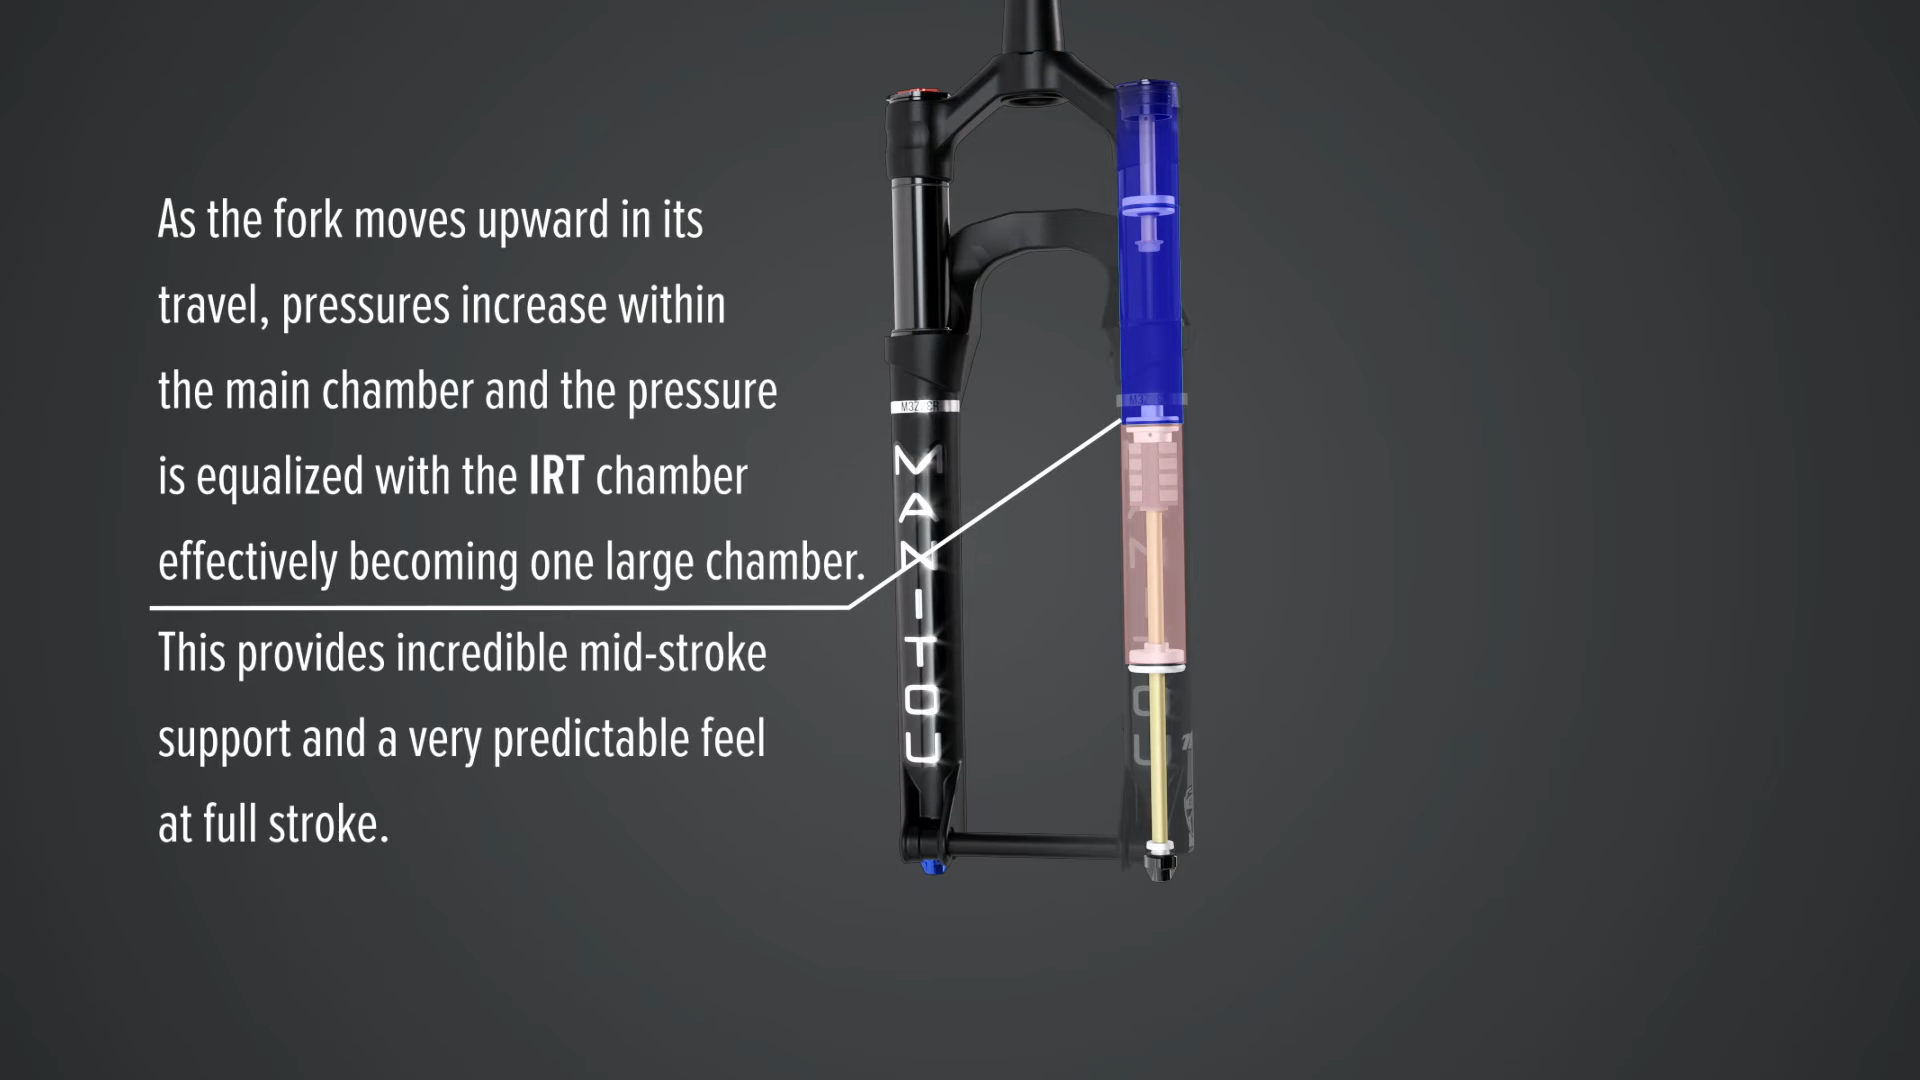 As the fork moves upward in its
travel, pressures increase within
the main chamber and the pressure
is equalized with the IRT chamber
effectively becoming one large chamber.
This provides incredible mid-stroke
support and a very predictable feel
at full stroke.
MANITOU